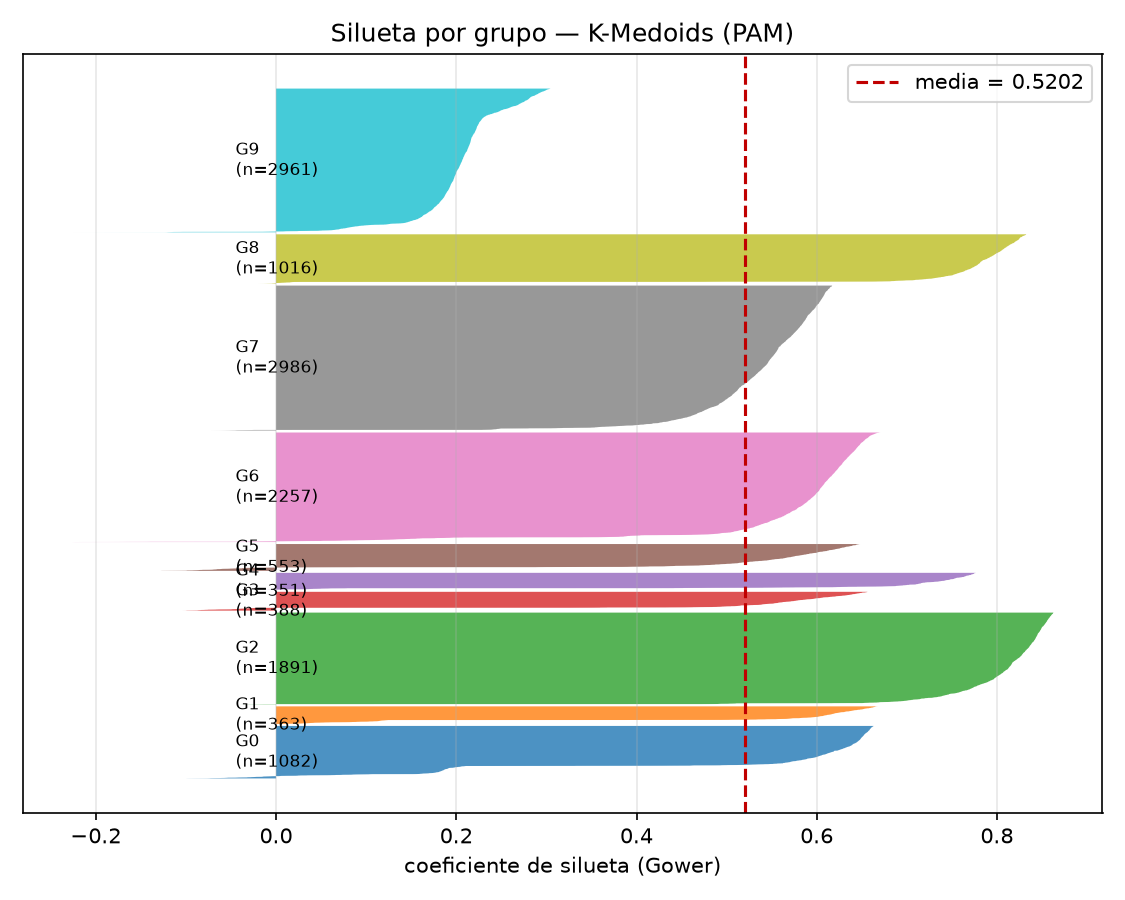 Silueta por grupo — K-Medoids (PAM)
media = 0.5202
G9
(n=2961)
G8
(n=1016)
G7
(n=2986)
G6
(n=2257)
G5
(n=553)
G4
(n=351)
G3
(n=388)
G2
(n=1891)
G1
(n=363)
G0
(n=1082)
−0.2 0.0 0.2 0.4 0.6 0.8
coeficiente de silueta (Gower)